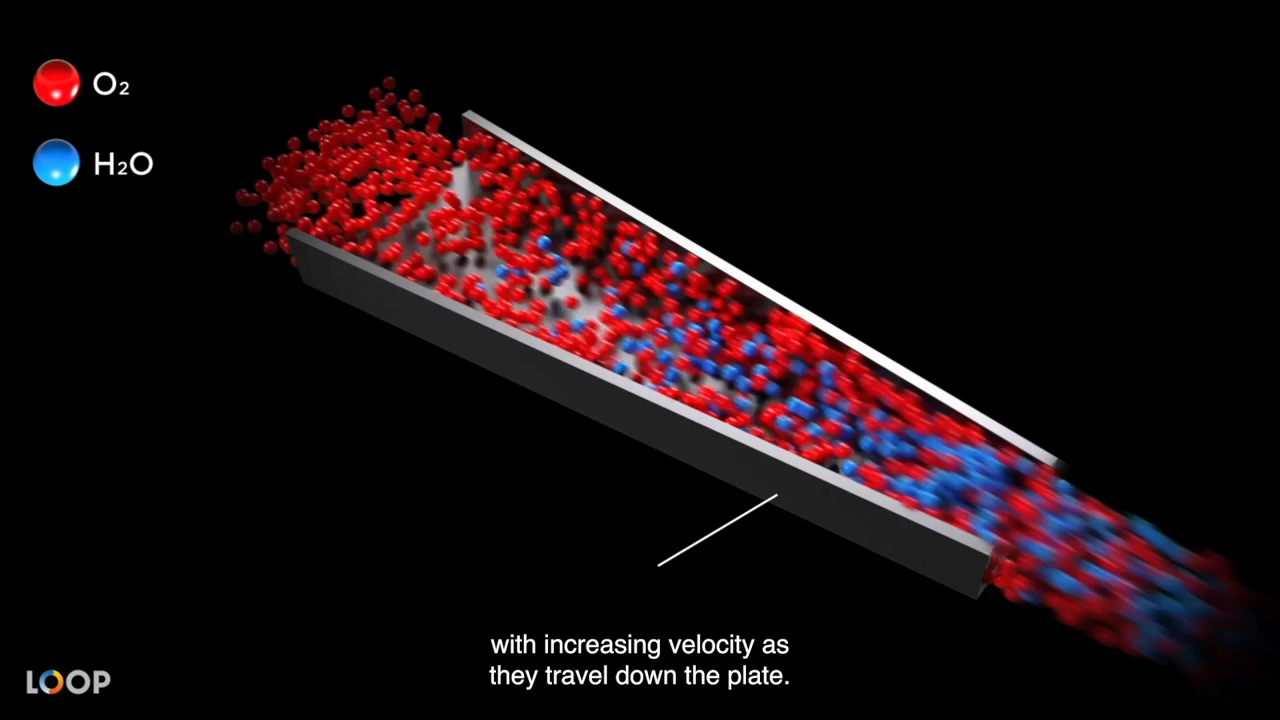 O₂
H₂O
with increasing velocity as
they travel down the plate.
LOOP